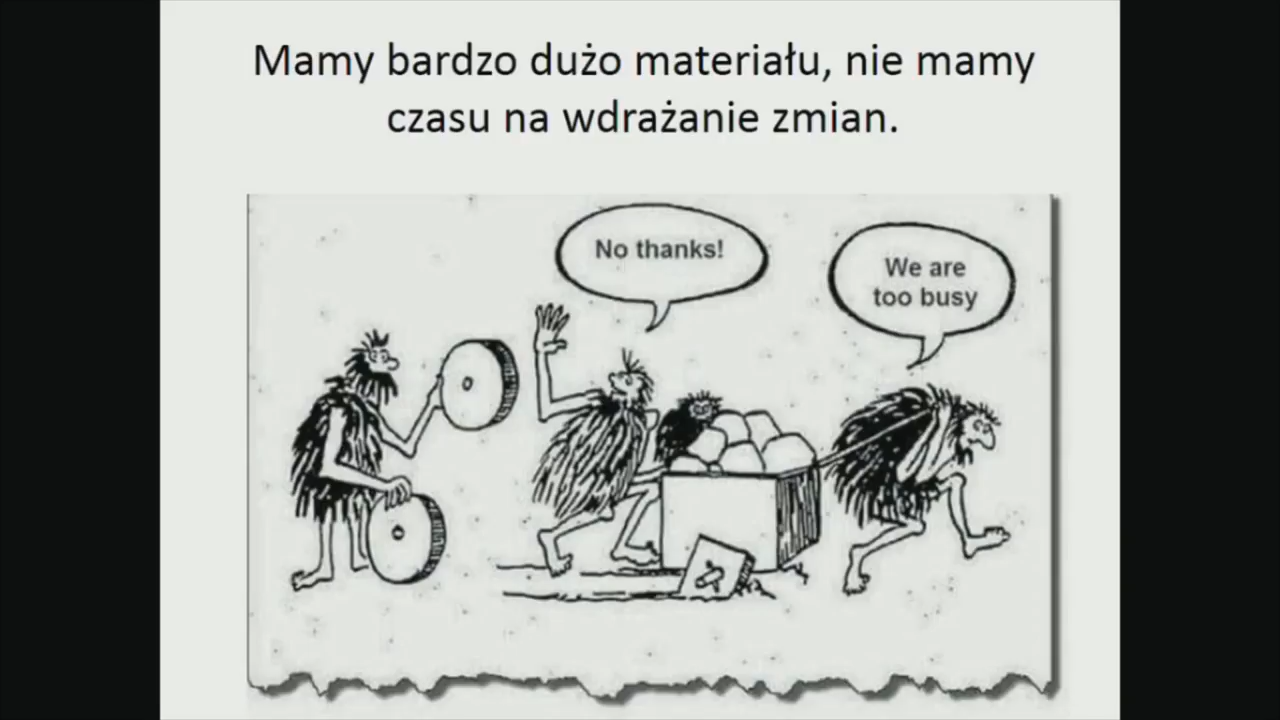 Mamy bardzo dużo materiału, nie mamy
czasu na wdrażanie zmian.
No thanks!
We are
too busy